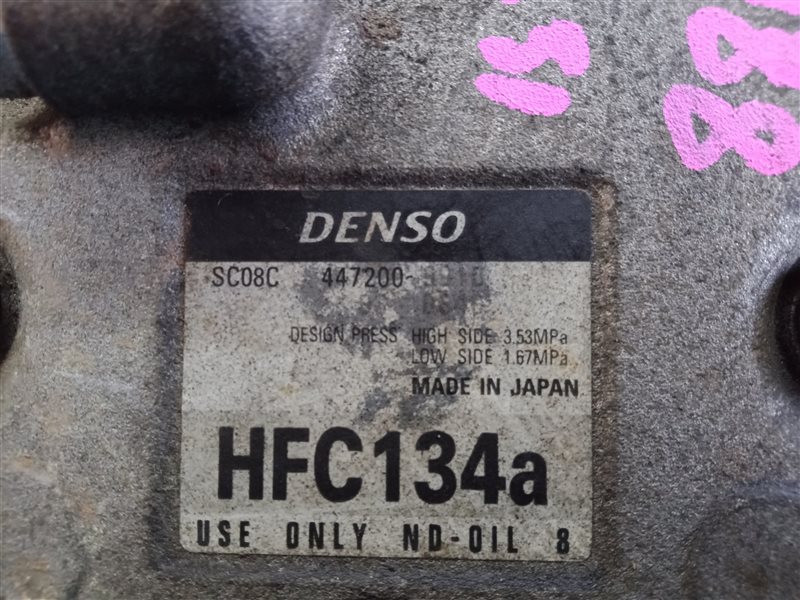 DENSO
SC08C 447200-
DESIGN PRESS HIGH SIDE 3.53MPa
LOW SIDE 1.67MPa
MADE IN JAPAN
HFC134a
USE ONLY ND-OIL 8